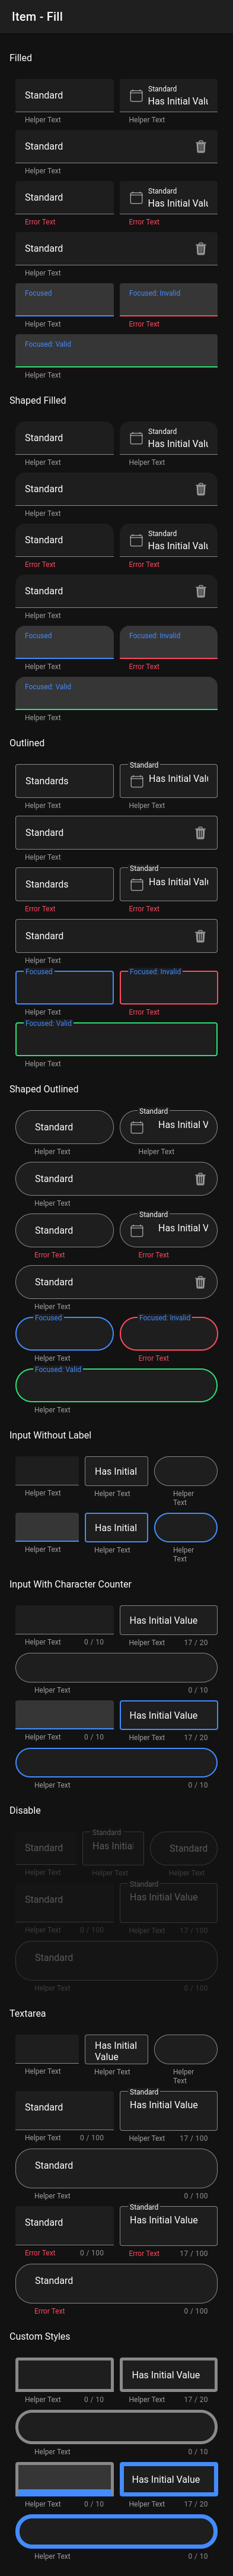 Item - Fill
Filled
Standard
Standard
Has Initial Valu
Helper Text
Helper Text
Standard
Helper Text
Standard
Standard
Has Initial Valu
Error Text
Error Text
Standard
Helper Text
Focused
Focused: Invalid
Helper Text
Error Text
Focused: Valid
Helper Text
Shaped Filled
Standard
Standard
Has Initial Valu
Helper Text
Helper Text
Standard
Helper Text
Standard
Standard
Has Initial Valu
Error Text
Error Text
Standard
Helper Text
Focused
Focused: Invalid
Helper Text
Error Text
Focused: Valid
Helper Text
Outlined
Standards
Standard
Has Initial Valu
Helper Text
Helper Text
Standard
Helper Text
Standards
Standard
Has Initial Valu
Error Text
Error Text
Standard
Helper Text
Focused
Focused: Invalid
Helper Text
Error Text
Focused: Valid
Helper Text
Shaped Outlined
Standard
Standard
Has Initial V
Helper Text
Helper Text
Standard
Helper Text
Standard
Standard
Has Initial V
Error Text
Error Text
Standard
Helper Text
Focused
Focused: Invalid
Helper Text
Error Text
Focused: Valid
Helper Text
Input Without Label
Has Initial
Helper Text
Helper Text
Helper
Text
Has Initial
Helper Text
Helper Text
Helper
Text
Input With Character Counter
Has Initial Value
Helper Text 0 / 10
Helper Text 17 / 20
Helper Text 0 / 10
Has Initial Value
Helper Text 0 / 10
Helper Text 17 / 20
Helper Text 0 / 10
Disable
Standard
Standard
Has Initial
Standard
Helper Text
Helper Text
Helper Text
Standard
Standard
Has Initial Value
Helper Text 0 / 100
Helper Text 17 / 100
Standard
Helper Text 0 / 100
Textarea
Has Initial
Value
Helper Text
Helper Text
Helper
Text
Standard
Standard
Has Initial Value
Helper Text 0 / 100
Helper Text 17 / 100
Standard
Helper Text 0 / 100
Standard
Standard
Has Initial Value
Error Text 0 / 100
Error Text 17 / 100
Standard
Error Text 0 / 100
Custom Styles
Has Initial Value
Helper Text 0 / 10
Helper Text 17 / 20
Helper Text 0 / 10
Has Initial Value
Helper Text 0 / 10
Helper Text 17 / 20
Helper Text 0 / 10